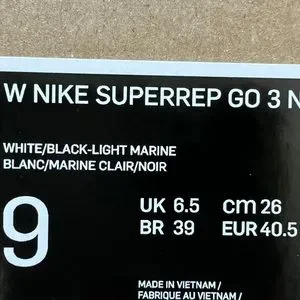 W NIKE SUPERREP GO 3 N
WHITE/BLACK-LIGHT MARINE
BLANC/MARINE CLAIR/NOIR
9
UK 6.5 cm 26
BR 39 EUR 40.5
MADE IN VIETNAM /
FABRIQUÉ AU VIETNAM /